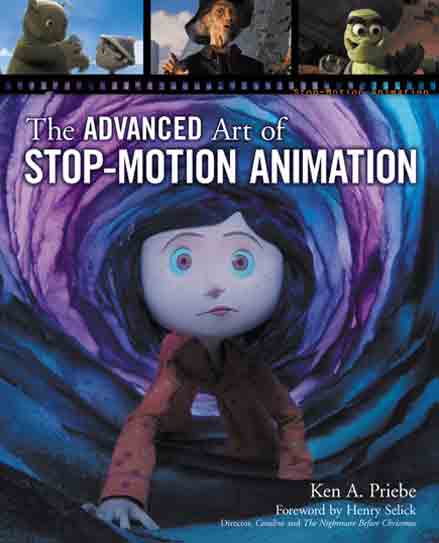 Stop-Motion Animation
The ADVANCED Art of
STOP-MOTION ANIMATION
Ken A. Priebe
Foreword by Henry Selick
Director, Coraline and The Nightmare Before Christmas